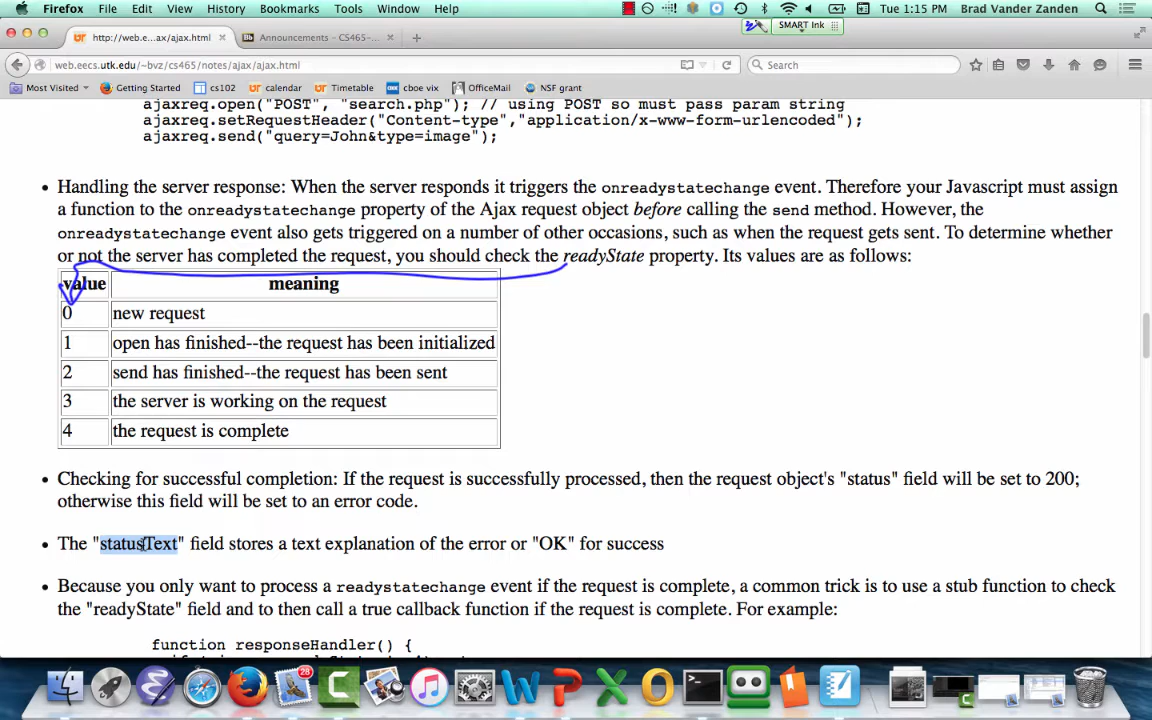 Firefox File Edit View History Bookmarks Tools Window Help Tue 1:15 PM Brad Vander Zanden
SMART Ink
http://web.e...ax/ajax.html Announcements – CS465-...
web.eecs.utk.edu/~bvz/cs465/notes/ajax/ajax.html Search
Most Visited Getting Started cs102 calendar Timetable cboe vix OfficeMail NSF grant
ajaxreq.open("POST", "search.php"); // using POST so must pass param string
ajaxreq.setRequestHeader("Content-type","application/x-www-form-urlencoded");
ajaxreq.send("query=John&type=image");
• Handling the server response: When the server responds it triggers the onreadystatechange event. Therefore your Javascript must assign
a function to the onreadystatechange property of the Ajax request object before calling the send method. However, the
onreadystatechange event also gets triggered on a number of other occasions, such as when the request gets sent. To determine whether
or not the server has completed the request, you should check the readyState property. Its values are as follows:
value meaning
0 new request
1 open has finished--the request has been initialized
2 send has finished--the request has been sent
3 the server is working on the request
4 the request is complete
• Checking for successful completion: If the request is successfully processed, then the request object's "status" field will be set to 200;
otherwise this field will be set to an error code.
• The "statusText" field stores a text explanation of the error or "OK" for success
• Because you only want to process a readystatechange event if the request is complete, a common trick is to use a stub function to check
the "readyState" field and to then call a true callback function if the request is complete. For example:
function responseHandler() {
28